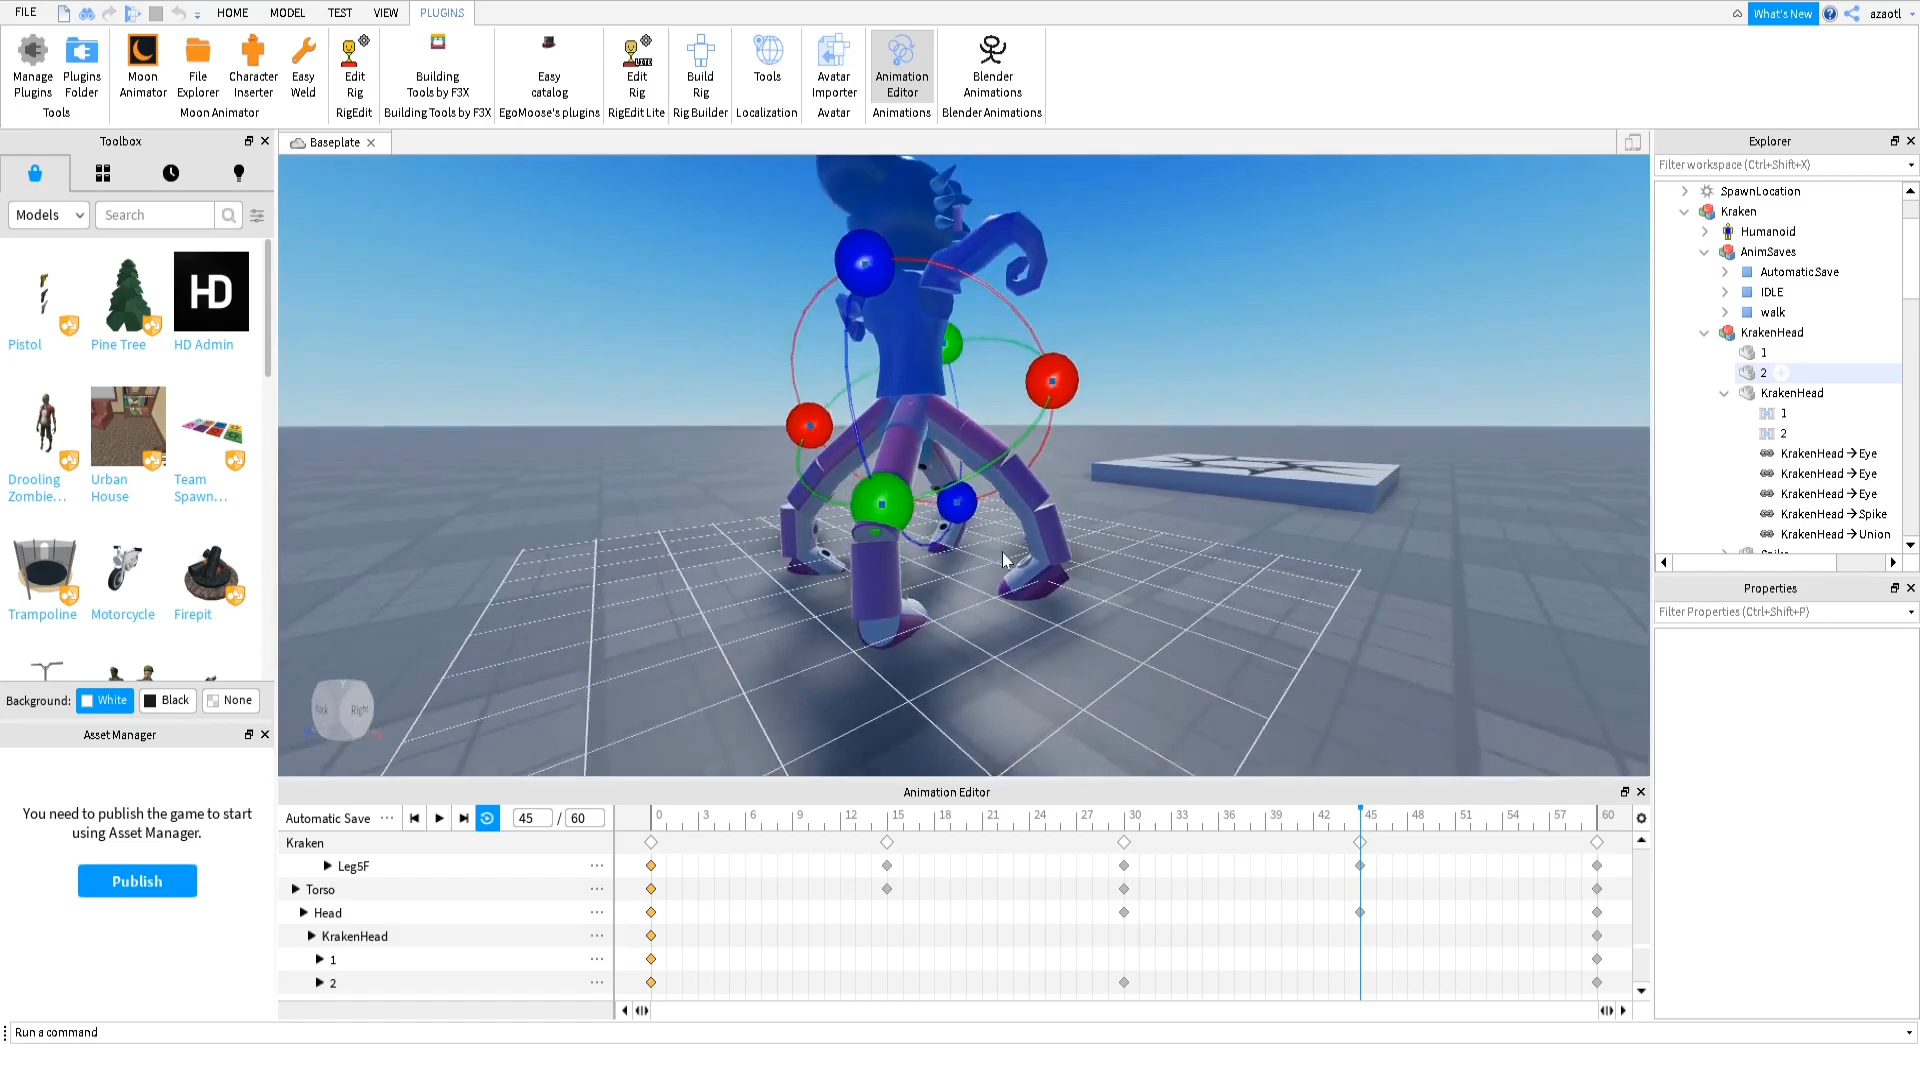 FILE HOME MODEL TEST VIEW PLUGINS What's New azaotl
Manage Plugins
Plugins Folder
Moon Animator
File Explorer
Character Inserter
Easy Weld
Edit Rig
Building Tools by F3X
Easy catalog
Edit Rig
Build Rig
Tools
Avatar Importer
Animation Editor
Blender Animations
Tools Moon Animator RigEdit Building Tools by F3X EgoMoose's plugins RigEdit Lite Rig Builder Localization Avatar Animations Blender Animations
Toolbox
Models Search
HD
Pistol Pine Tree HD Admin
Drooling Zombie... Urban House Team Spawn...
Trampoline Motorcycle Firepit
Background: White Black None
Asset Manager
You need to publish the game to start
using Asset Manager.
Publish
Baseplate
Back Right
Explorer
Filter workspace (Ctrl+Shift+X)
SpawnLocation
Kraken
Humanoid
AnimSaves
Automatic Save
IDLE
walk
KrakenHead
1
2
KrakenHead
1
2
KrakenHead→Eye
KrakenHead→Eye
KrakenHead→Eye
KrakenHead→Spike
KrakenHead→Union
Properties
Filter Properties (Ctrl+Shift+P)
Animation Editor
Automatic Save ··· 45 / 60 0 3 6 9 12 15 18 21 24 27 30 33 36 39 42 45 48 51 54 57 60
Kraken
Leg5F ···
Torso ···
Head ···
KrakenHead ···
1 ···
2 ···
Run a command